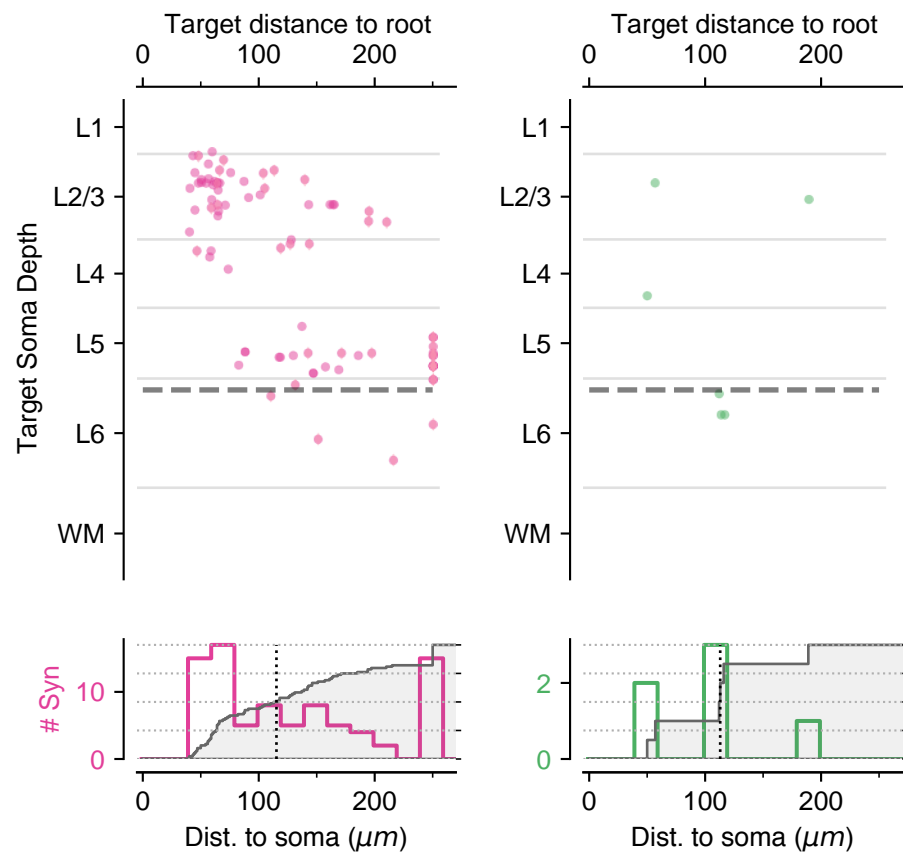 Target distance to root
0 100 200
Target distance to root
0 100 200
Target Soma Depth
L1
L2/3
L4
L5
L6
WM
L1
L2/3
L4
L5
L6
WM
# Syn
10
0
2
0
0 100 200
Dist. to soma (μm)
0 100 200
Dist. to soma (μm)